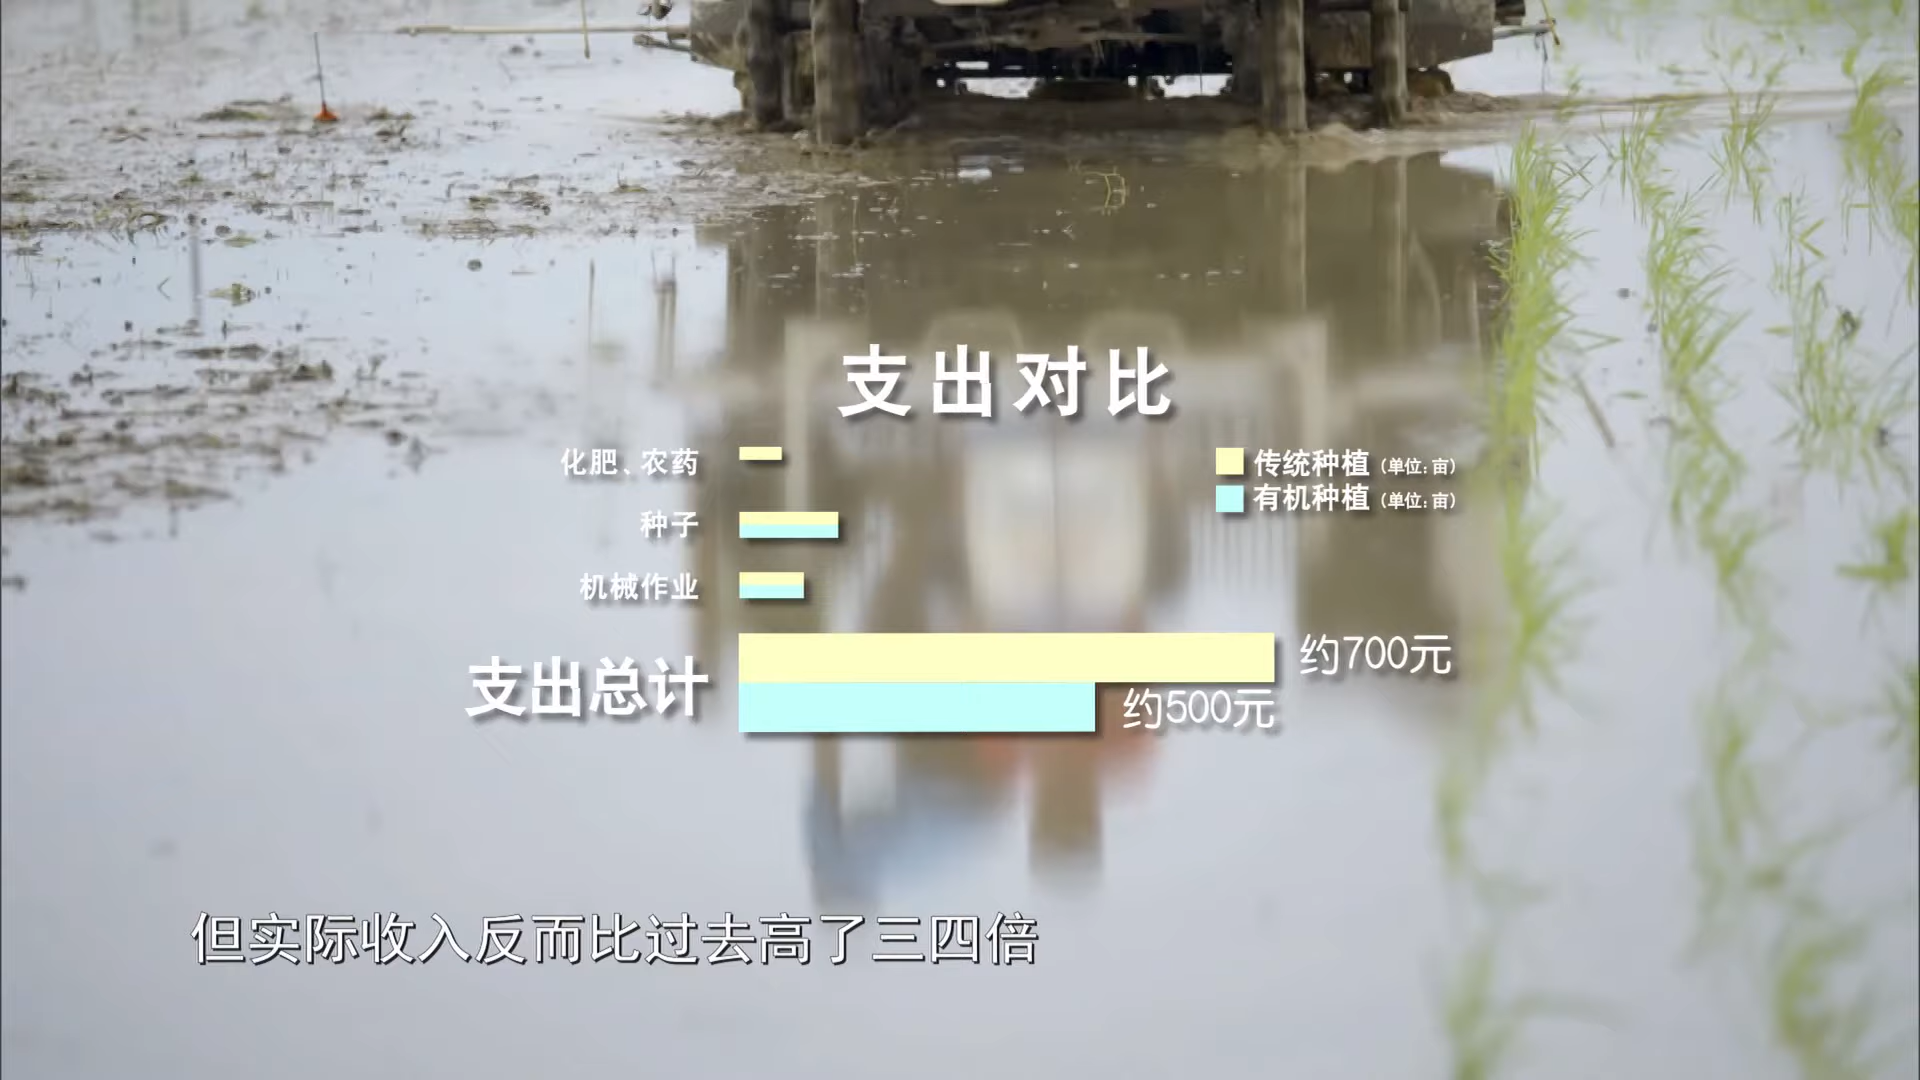 支出对比
化肥、农药
传统种植（单位：亩）
有机种植（单位：亩）
种子
机械作业
支出总计
约700元
约500元
但实际收入反而比过去高了三四倍